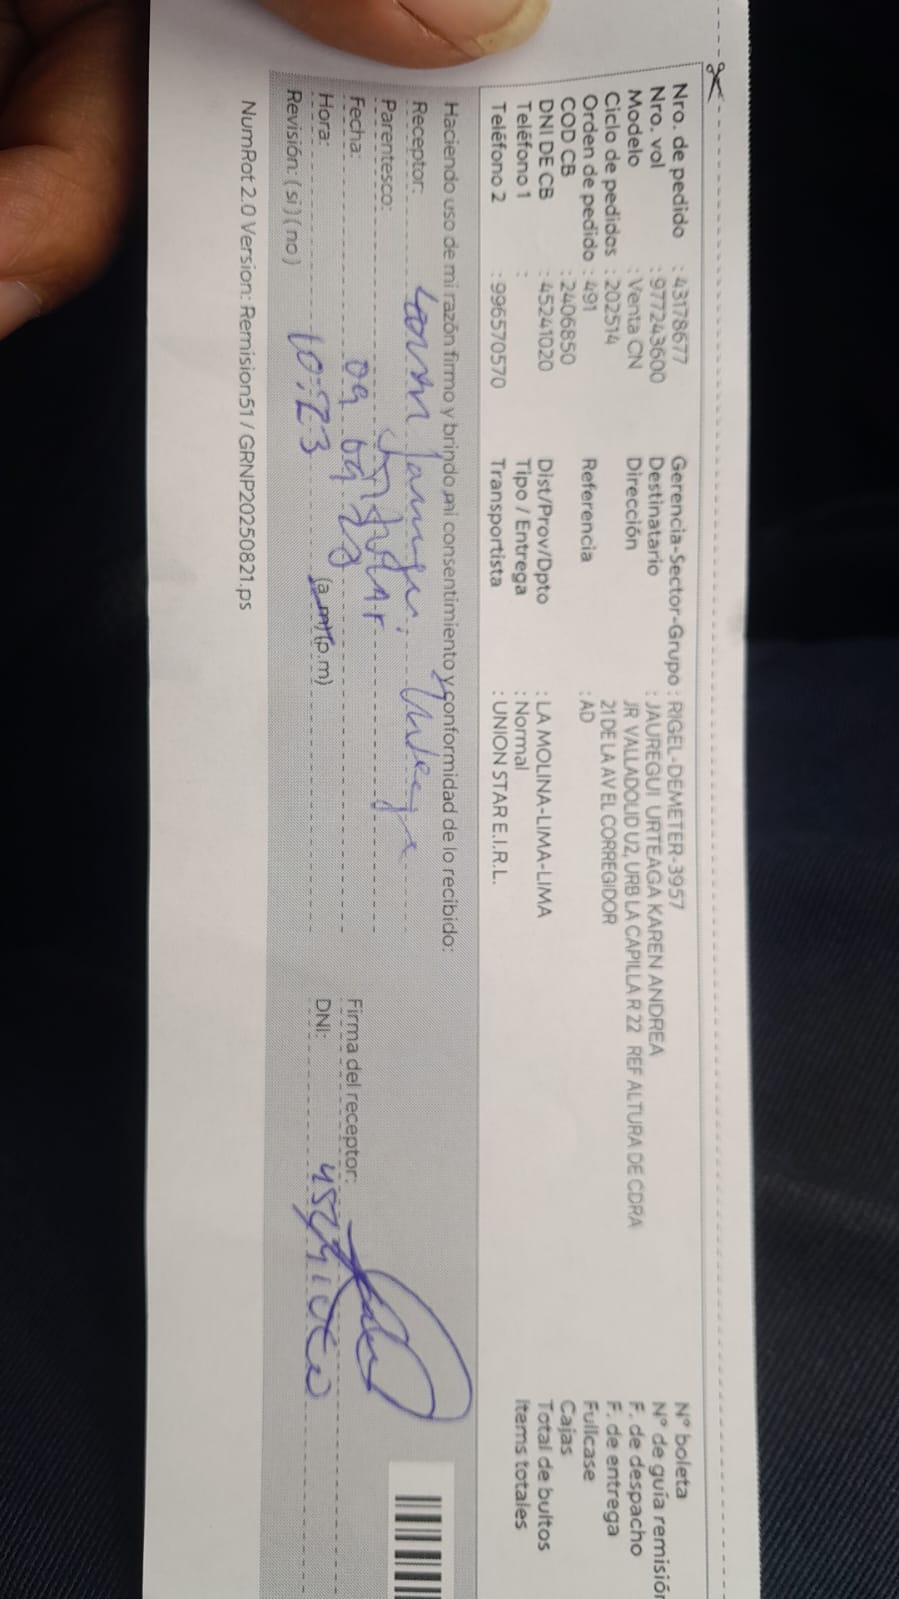 Nro. de pedido : 43178677
Nro. vol : 977243600
Modelo : Venta CN
Ciclo de pedidos : 202514
Orden de pedido : 491
COD CB : 2406850
DNI DE CB : 45241020
Teléfono 1 :
Teléfono 2 : 996570570
Gerencia-Sector-Grupo : RIGEL-DEMETER-3957
Destinatario : JAUREGUI URTEAGA KAREN ANDREA
Dirección JR VALLADOLID U2, URB LA CAPILLA R 22 REF ALTURA DE CDRA
21 DE LA AV EL CORREGIDOR
Referencia : AD
Dist/Prov/Dpto : LA MOLINA-LIMA-LIMA
Tipo / Entrega : Normal
Transportista : UNION STAR E.I.R.L.
N° boleta
N° de guía remisión
F. de despacho
F. de entrega
Fullcase
Cajas
Total de bultos
Items totales
Haciendo uso de mi razón firmo y brindo mi consentimiento y conformidad de lo recibido:
Receptor:
Parentesco: titular
Fecha: 09 09 25
Hora: 10:23 (a.m) (p.m)
Revisión: ( si ) ( no )
Firma del receptor:
DNI: 45241020
NumRot 2.0 Version: Remision51 / GRNP20250821.ps